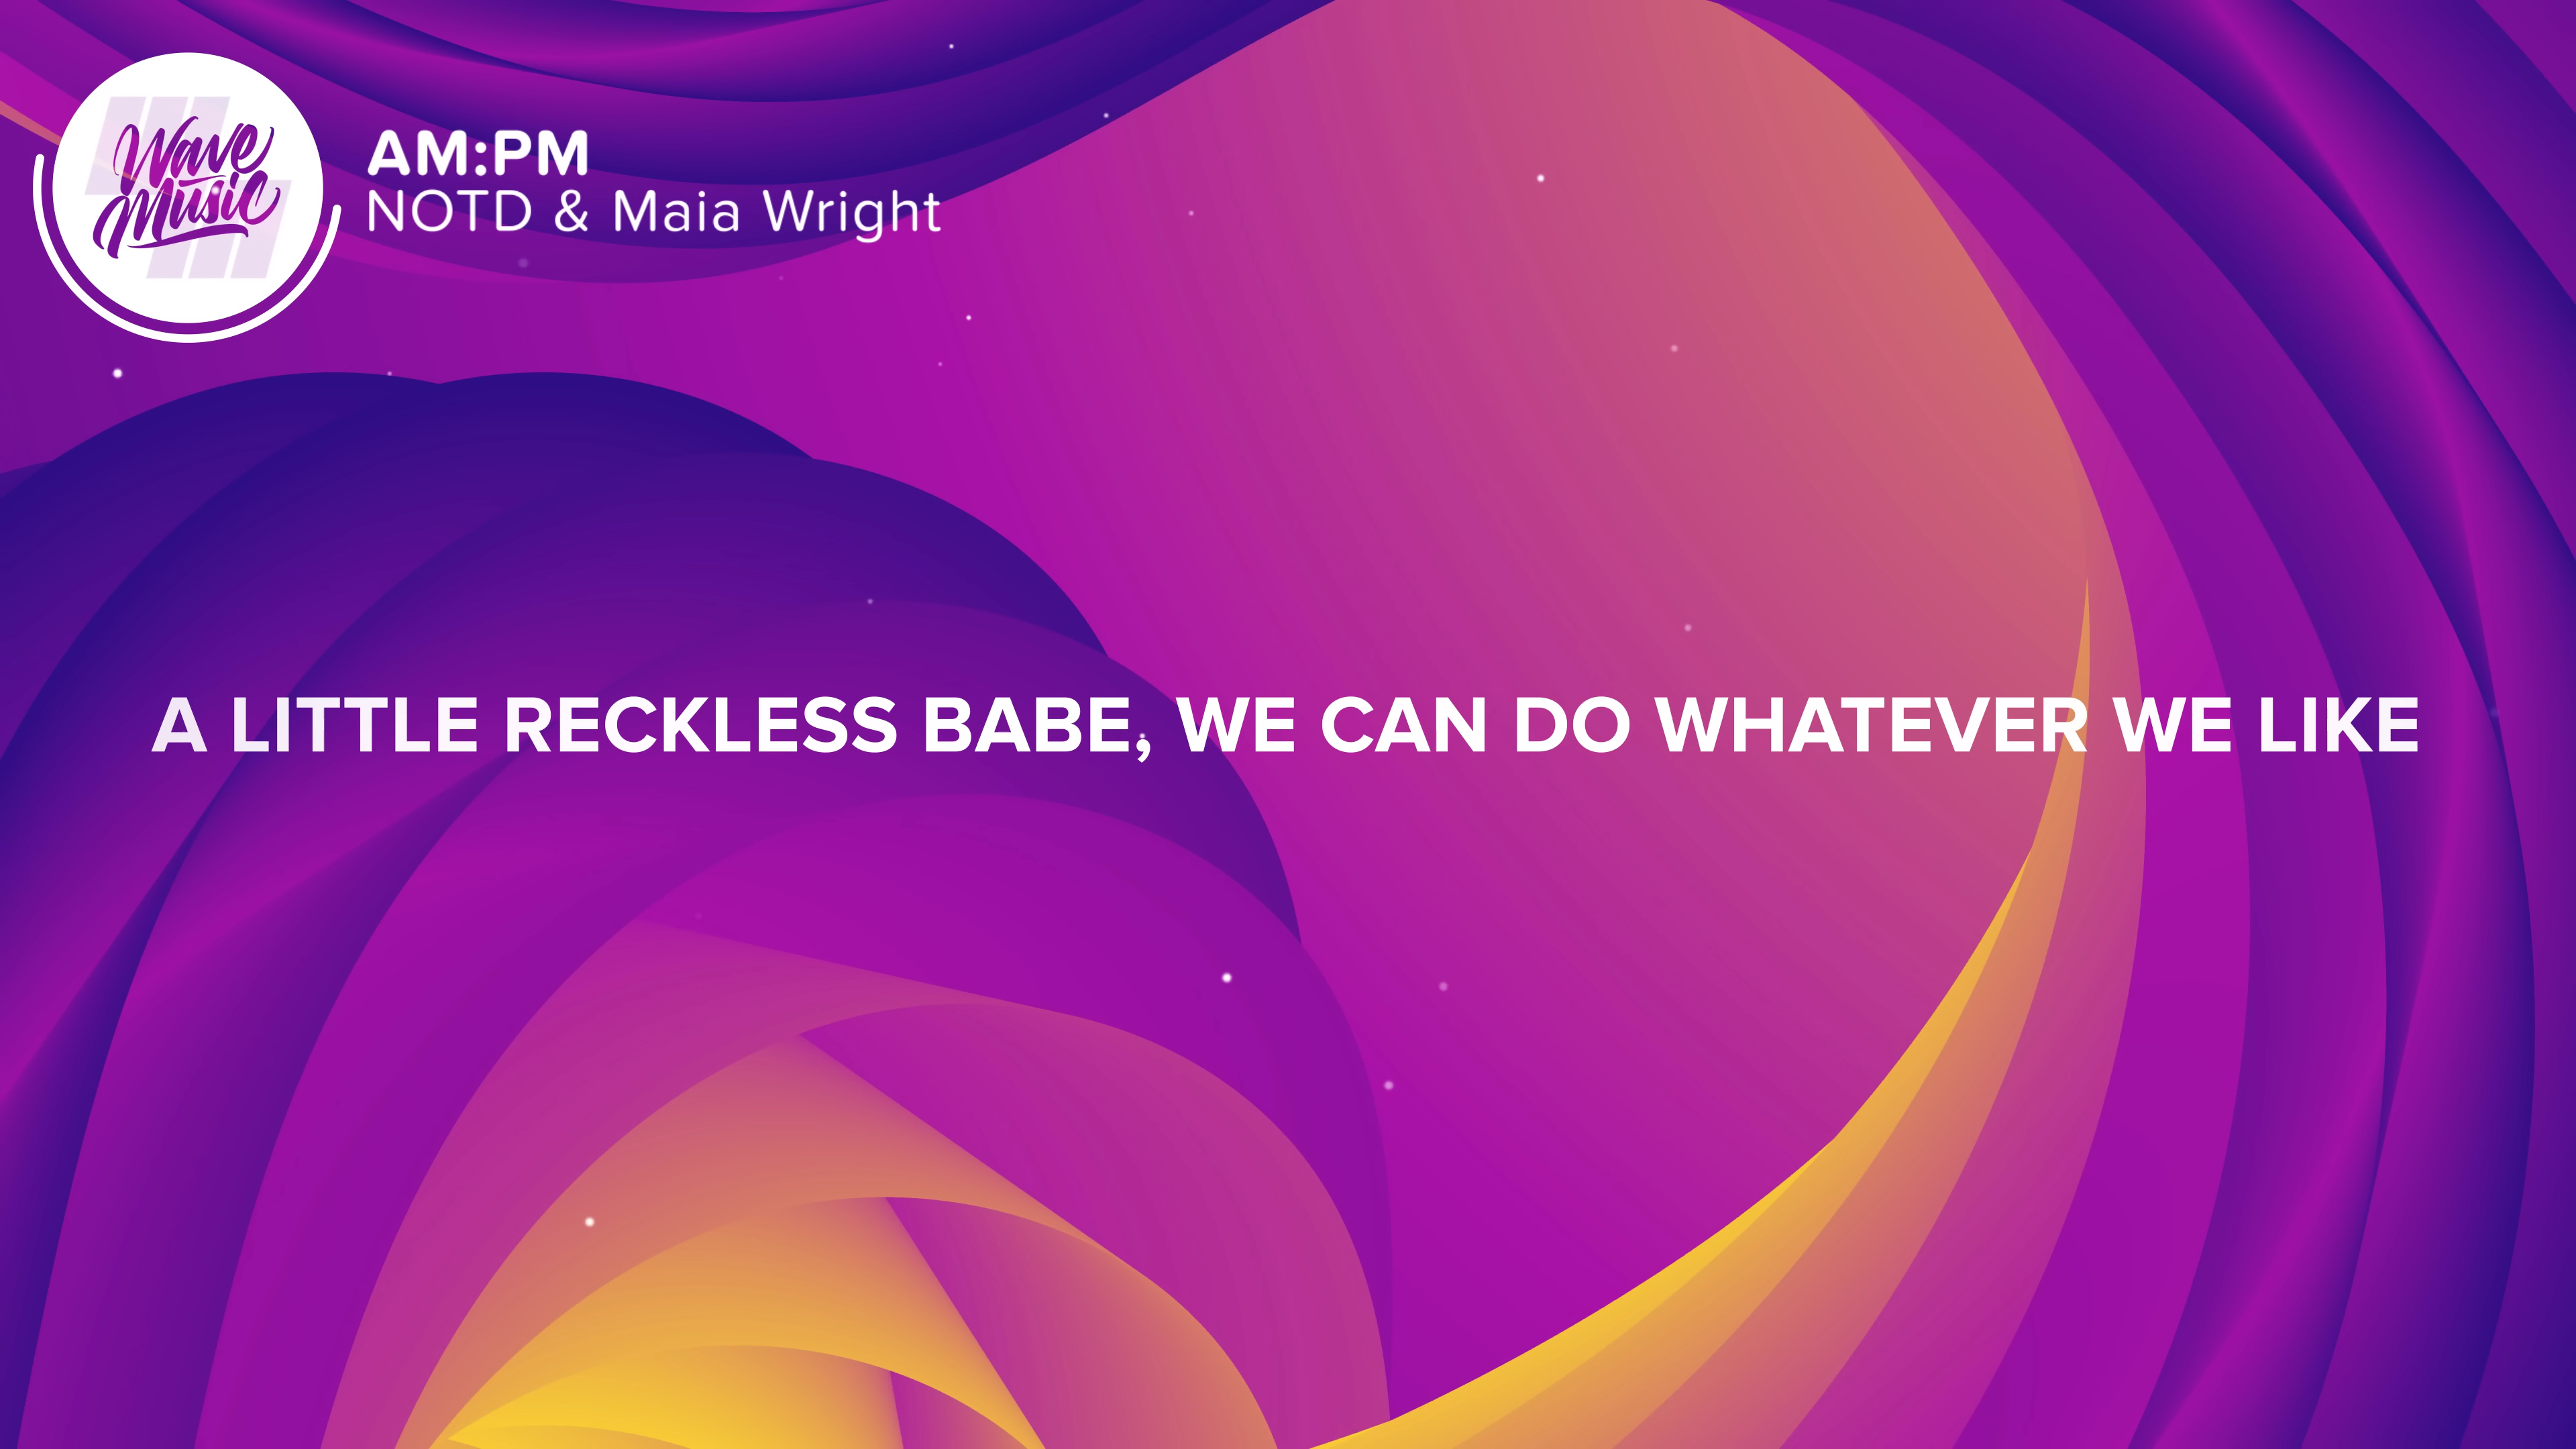 Wave
Music
AM:PM
NOTD & Maia Wright
A LITTLE RECKLESS BABE, WE CAN DO WHATEVER WE LIKE